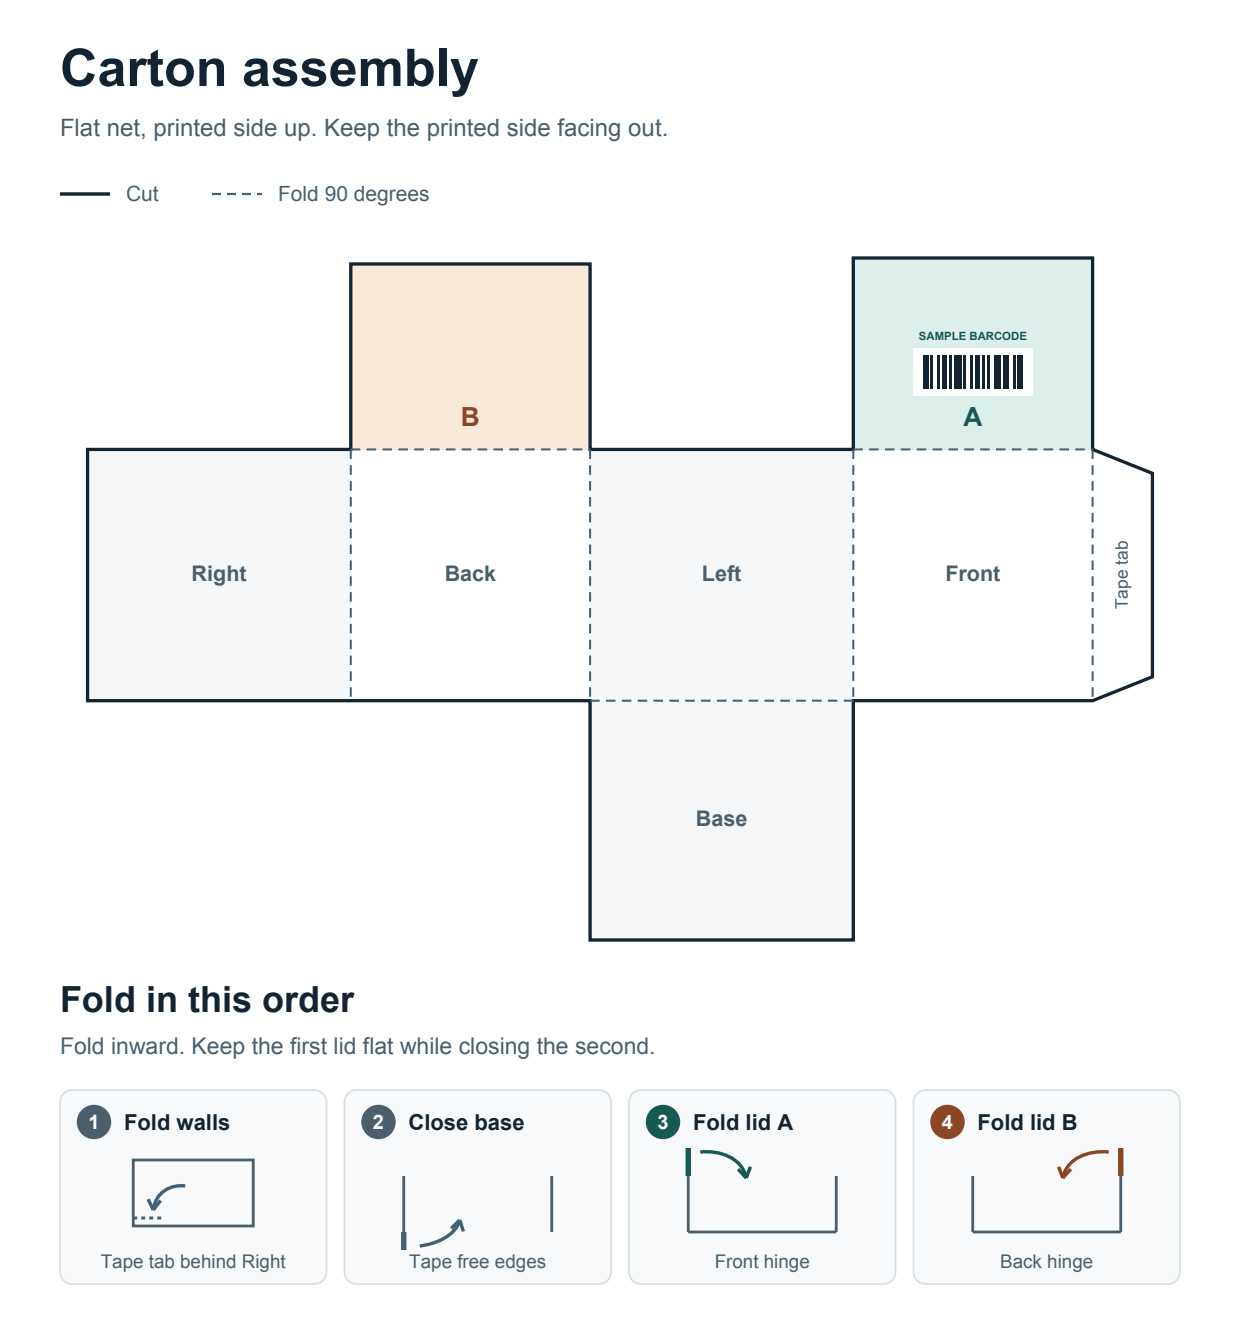 Carton assembly
Flat net, printed side up. Keep the printed side facing out.
Cut
Fold 90 degrees
SAMPLE BARCODE
B
A
Right
Back
Left
Front
Tape tab
Base
Fold in this order
Fold inward. Keep the first lid flat while closing the second.
1 Fold walls
Tape tab behind Right
2 Close base
Tape free edges
3 Fold lid A
Front hinge
4 Fold lid B
Back hinge